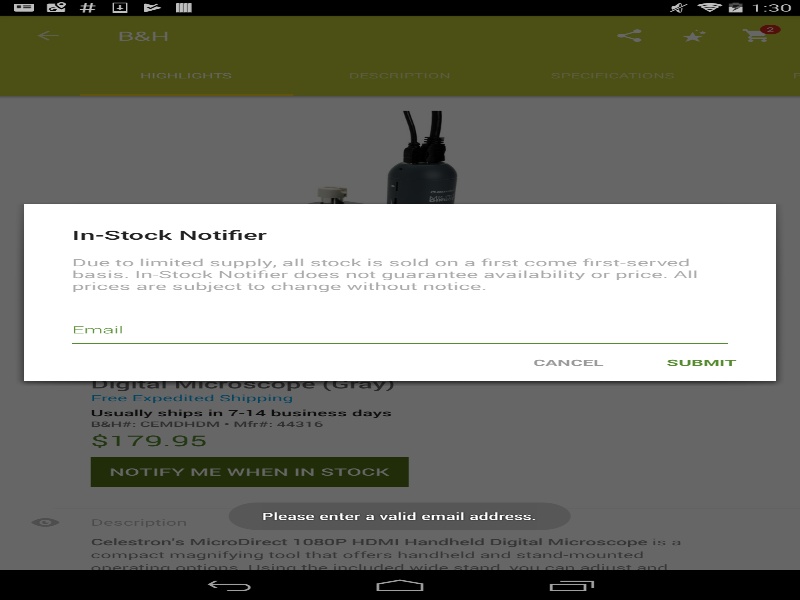 1:30
B&H
2
HIGHLIGHTS
DESCRIPTION
SPECIFICATIONS
In-Stock Notifier
Due to limited supply, all stock is sold on a first come first-served
basis. In-Stock Notifier does not guarantee availability or price. All
prices are subject to change without notice.
Email
CANCEL
SUBMIT
Digital Microscope (Gray)
Free Expedited Shipping
Usually ships in 7-14 business days
B&H#: CEMDHDM • Mfr#: 44316
$179.95
NOTIFY ME WHEN IN STOCK
Description
Please enter a valid email address.
Celestron's MicroDirect 1080P HDMI Handheld Digital Microscope is a
compact magnifying tool that offers handheld and stand-mounted
operating options. Using the included wide stand, you can adjust and